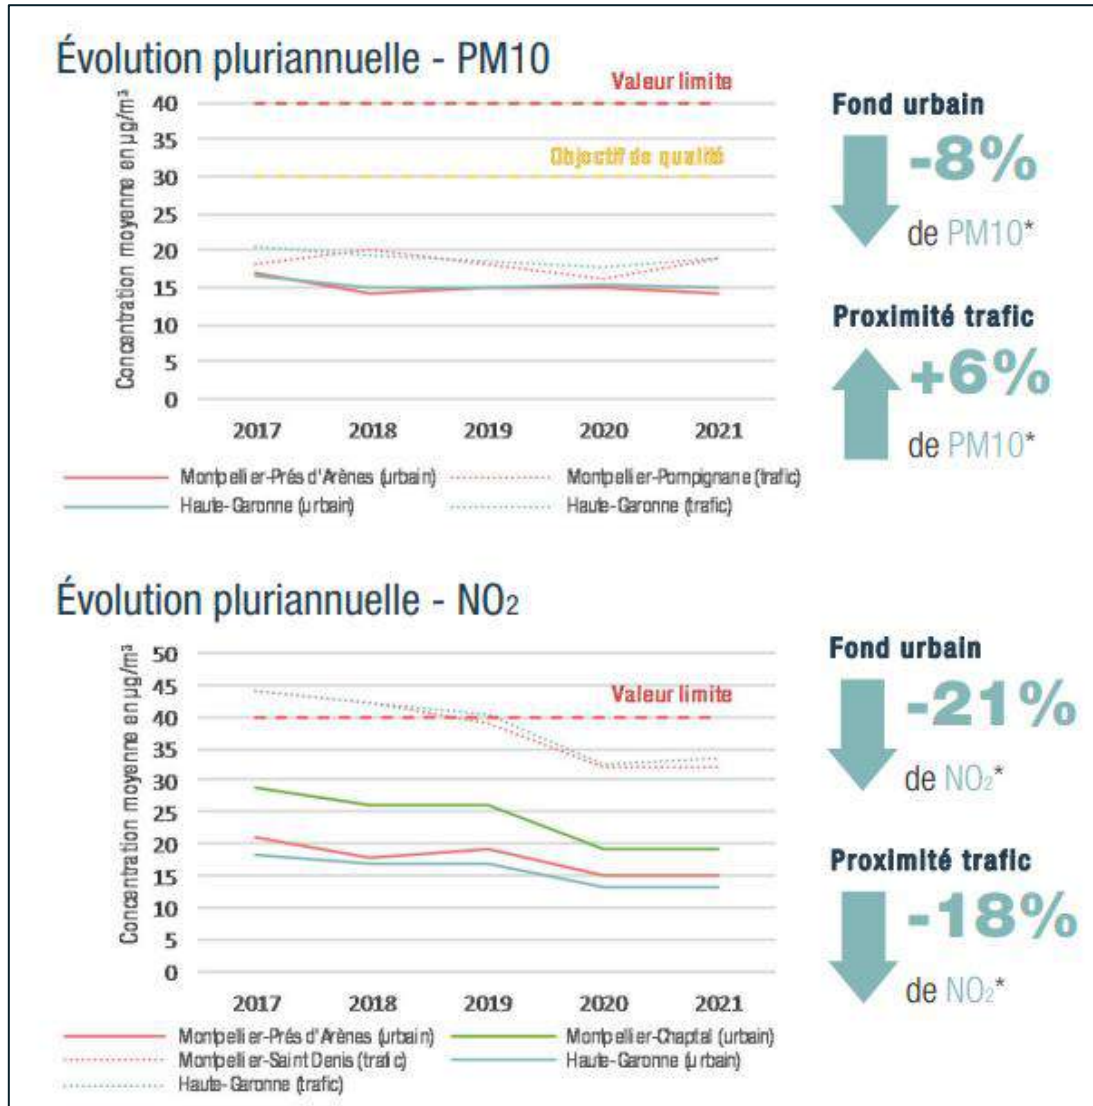 Évolution pluriannuelle - PM10
Concentration moyenne en µg/m³
40
35
30
25
20
15
10
5
0
Valeur limite
Objectif de qualité
2017 2018 2019 2020 2021
Montpellier-Prés d'Arènes (urbain) Montpellier-Pompignane (trafic)
Haute-Garonne (urbain) Haute-Garonne (trafic)
Fond urbain
-8%
de PM10*
Proximité trafic
+6%
de PM10*
Évolution pluriannuelle - NO₂
Concentration moyenne en µg/m³
50
45
40
35
30
25
20
15
10
5
0
Valeur limite
2017 2018 2019 2020 2021
Montpellier-Prés d'Arènes (urbain) Montpellier-Chaptal (urbain)
Montpellier-Saint Denis (trafic) Haute-Garonne (urbain)
Haute-Garonne (trafic)
Fond urbain
-21%
de NO₂*
Proximité trafic
-18%
de NO₂*